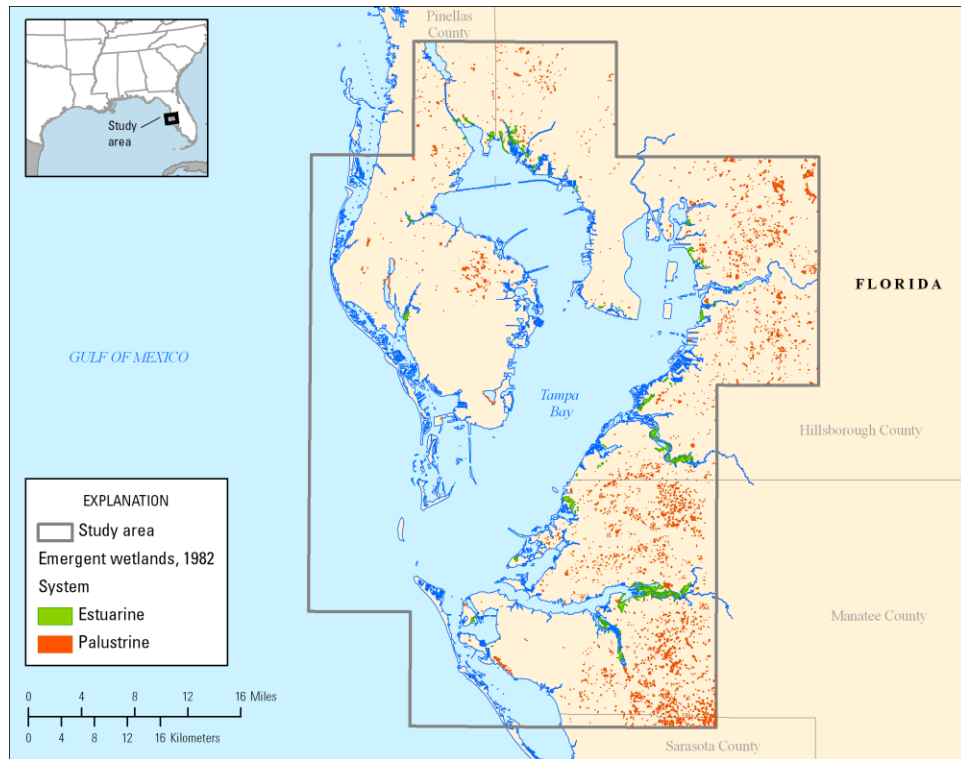 Pinellas
County
Study
area
FLORIDA
GULF OF MEXICO
Tampa
Bay
Hillsborough County
EXPLANATION
Study area
Emergent wetlands, 1982
System
Estuarine
Palustrine
Manatee County
0 4 8 12 16 Miles
0 4 8 12 16 Kilometers
Sarasota County